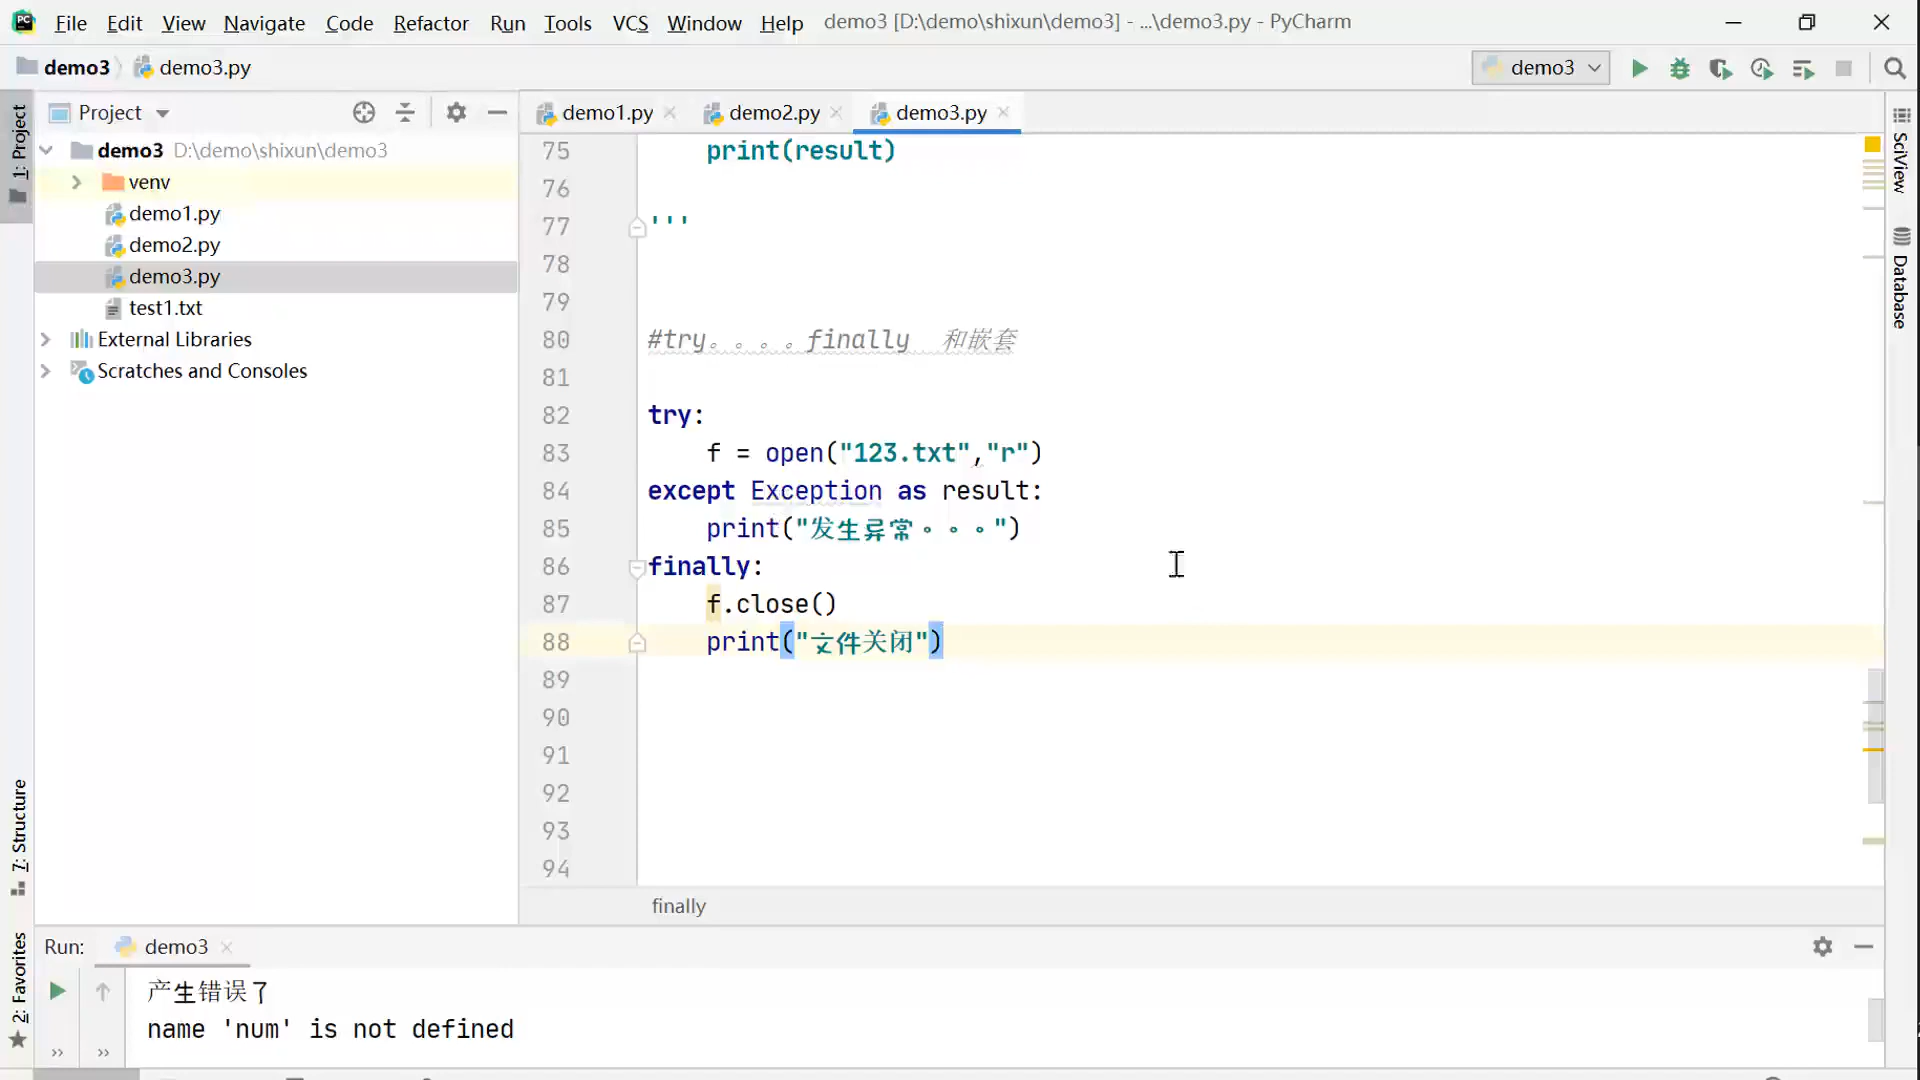 File Edit View Navigate Code Refactor Run Tools VCS Window Help demo3 [D:\demo\shixun\demo3] - ...\demo3.py - PyCharm
demo3 demo3.py demo3
Project demo1.py demo2.py demo3.py
1: Project
demo3 D:\demo\shixun\demo3
venv
demo1.py
demo2.py
demo3.py
test1.txt
External Libraries
Scratches and Consoles
75 print(result)
76
77 '''
78
79
80 #try。。。。finally 和嵌套
81
82 try:
83 f = open("123.txt","r")
84 except Exception as result:
85 print("发生异常。。。")
86 finally:
87 f.close()
88 print("文件关闭")
89
90
91
92
93
94
finally
SciView
Database
7: Structure
2: Favorites
Run: demo3
产生错误了
name 'num' is not defined